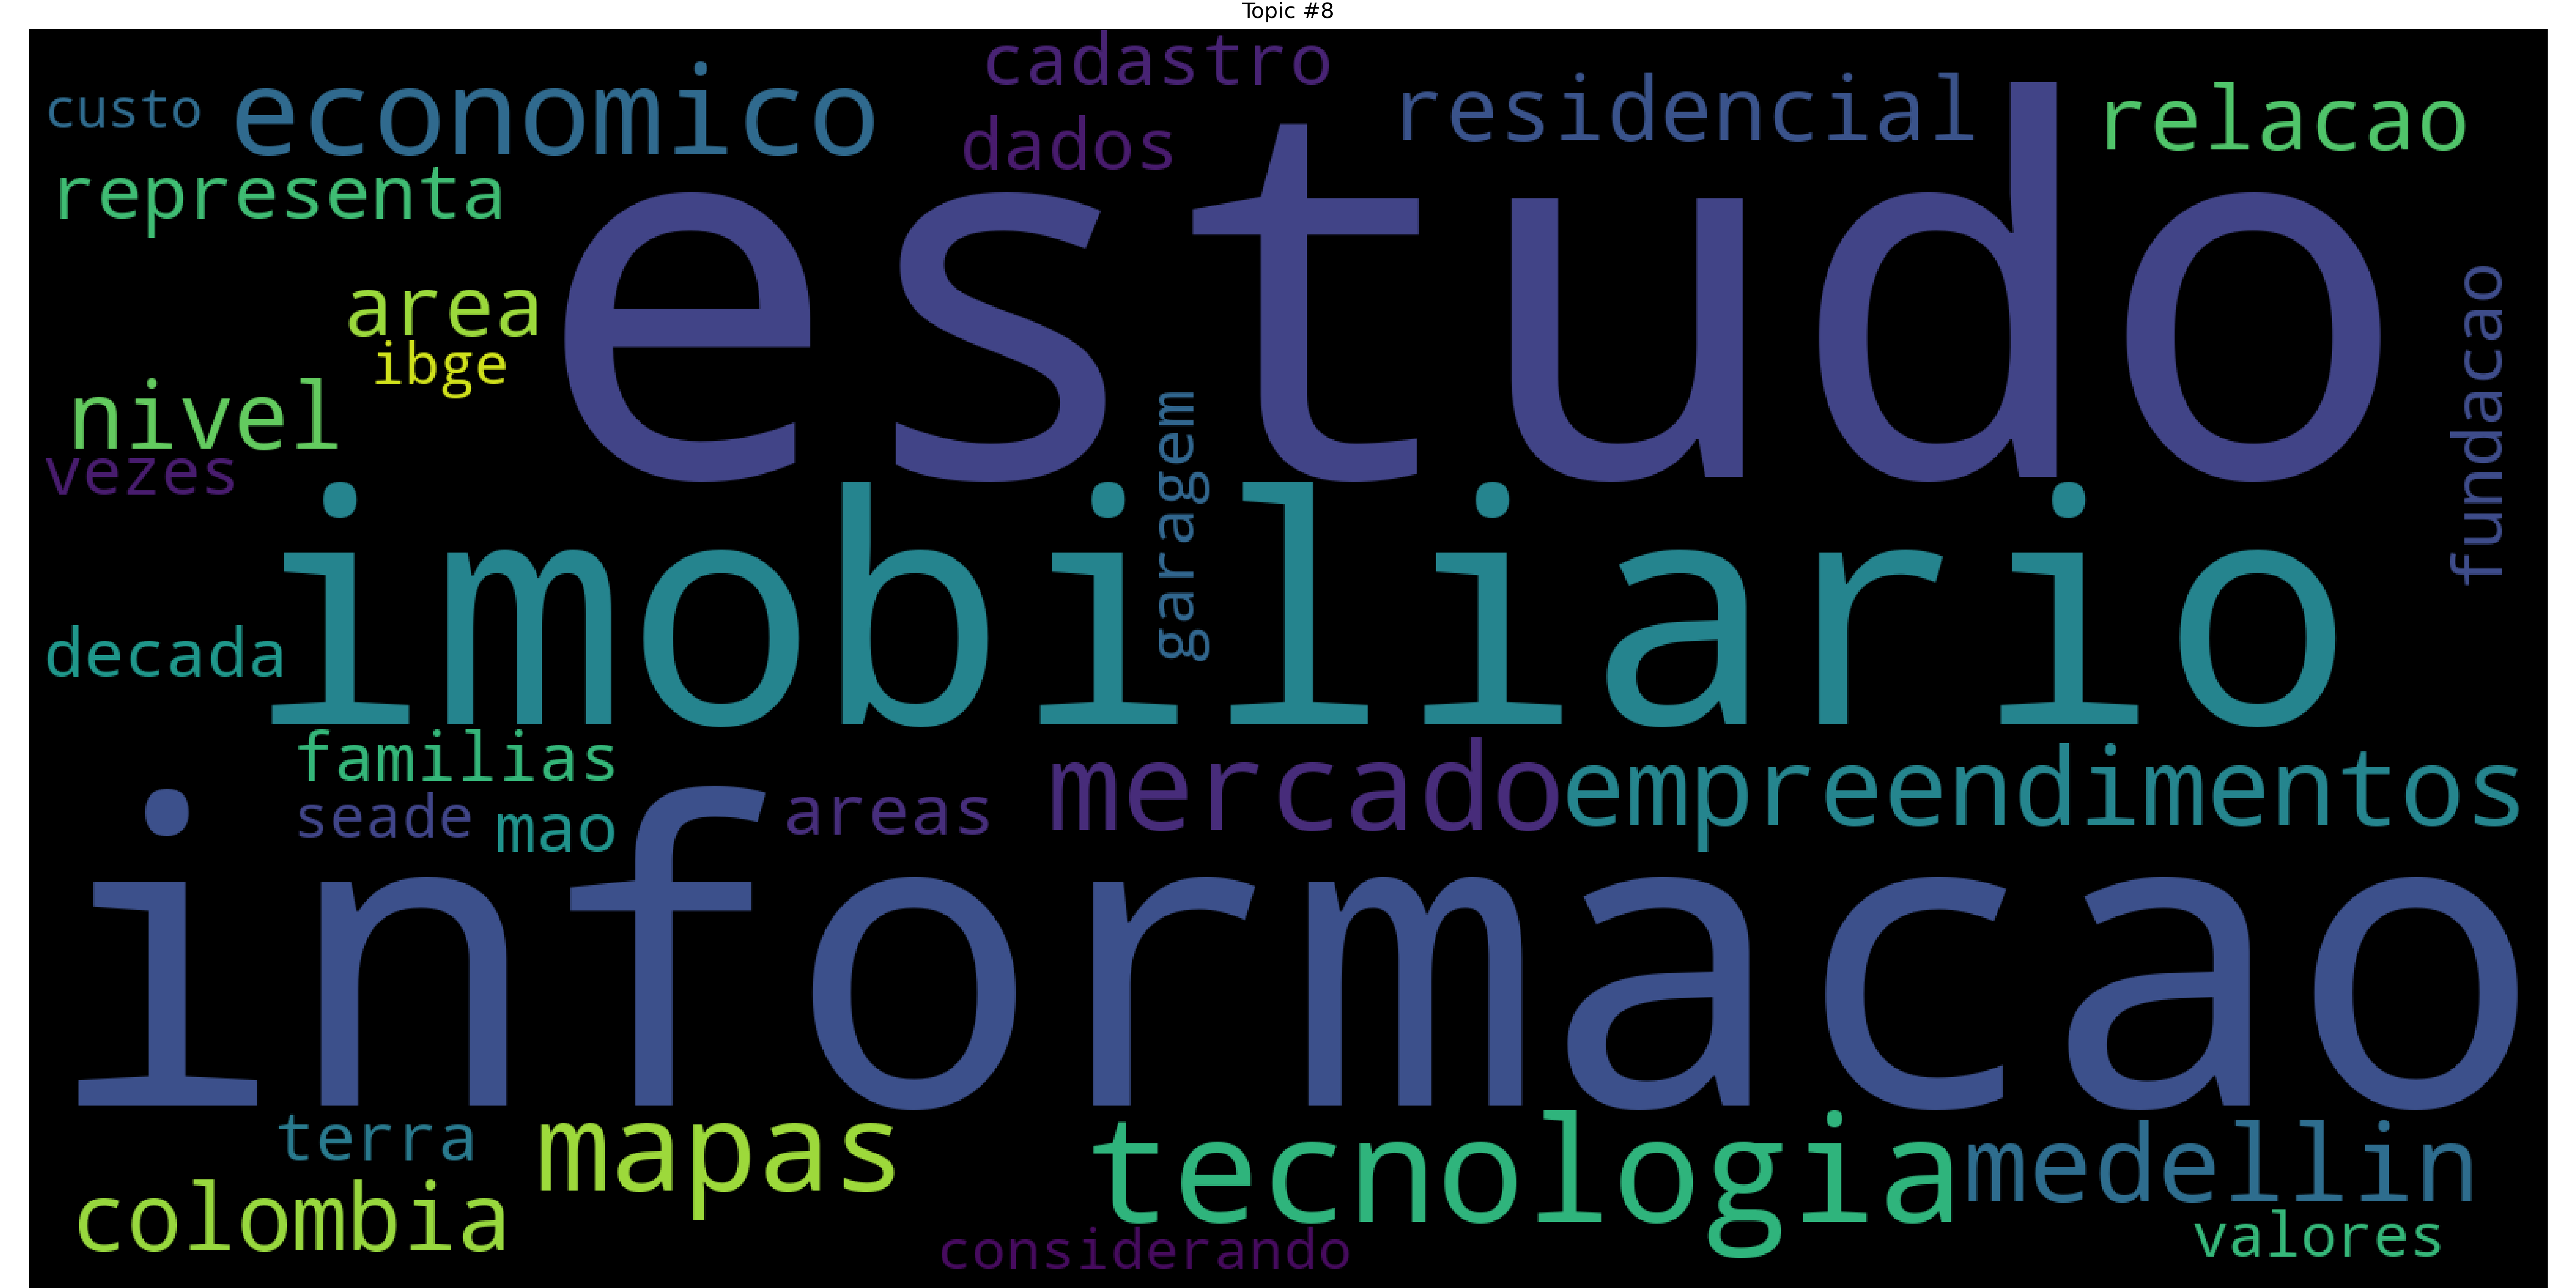 Topic #8
cadastro
custo
economico
dados
residencial
relacao
representa
estudo
area
ibge
nivel
vezes
garagem
fundacao
imobiliario
decada
familias
mercado
empreendimentos
seade
mao
areas
informacao
terra
mapas
tecnologia
medellin
colombia
considerando
valores